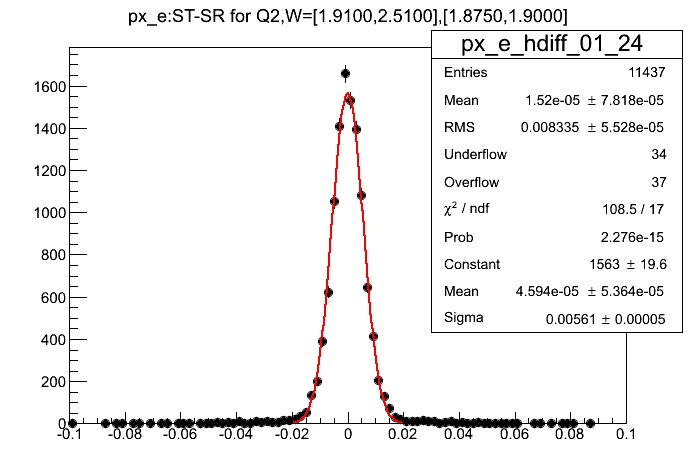 px_e:ST-SR for Q2,W=[1.9100,2.5100],[1.8750,1.9000]
px_e_hdiff_01_24
Entries 11437
Mean 1.52e-05 ± 7.818e-05
RMS 0.008335 ± 5.528e-05
Underflow 34
Overflow 37
χ² / ndf 108.5 / 17
Prob 2.276e-15
Constant 1563 ± 19.6
Mean 4.594e-05 ± 5.364e-05
Sigma 0.00561 ± 0.00005
1600
1400
1200
1000
800
600
400
200
0
-0.1 -0.08 -0.06 -0.04 -0.02 0 0.02 0.04 0.06 0.08 0.1